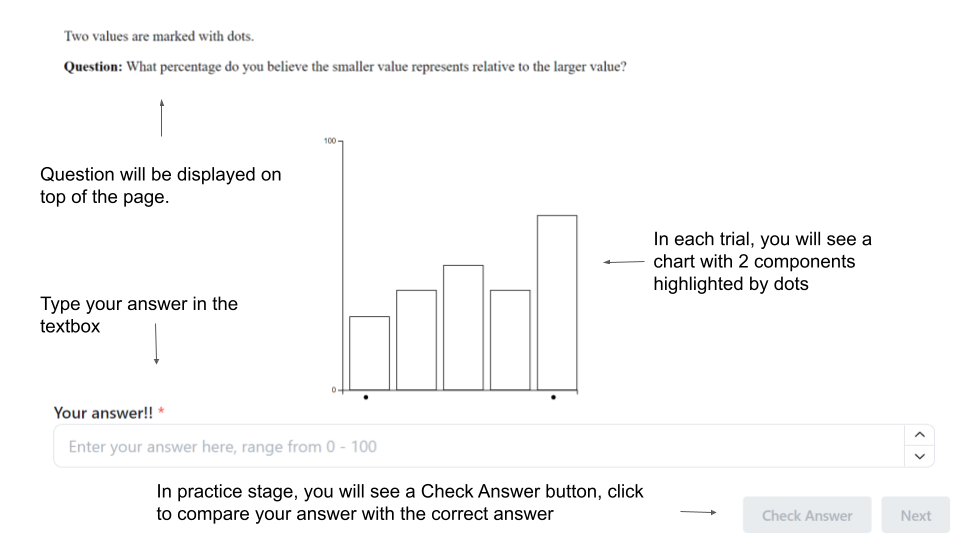 Two values are marked with dots.
Question: What percentage do you believe the smaller value represents relative to the larger value?
Question will be displayed on
top of the page.
100
In each trial, you will see a
chart with 2 components
highlighted by dots
Type your answer in the
textbox
0
Your answer!! *
Enter your answer here, range from 0 - 100
In practice stage, you will see a Check Answer button, click
to compare your answer with the correct answer
Check Answer
Next